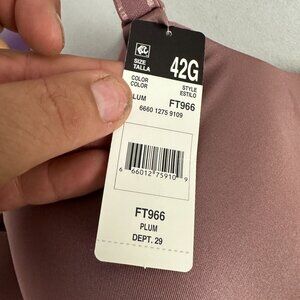 SIZE 42G
TALLA
COLOR STYLE
COLOR ESTILO
LUM FT966
6660 1275 9109
6 66012 75910 9
FT966
PLUM
DEPT. 29